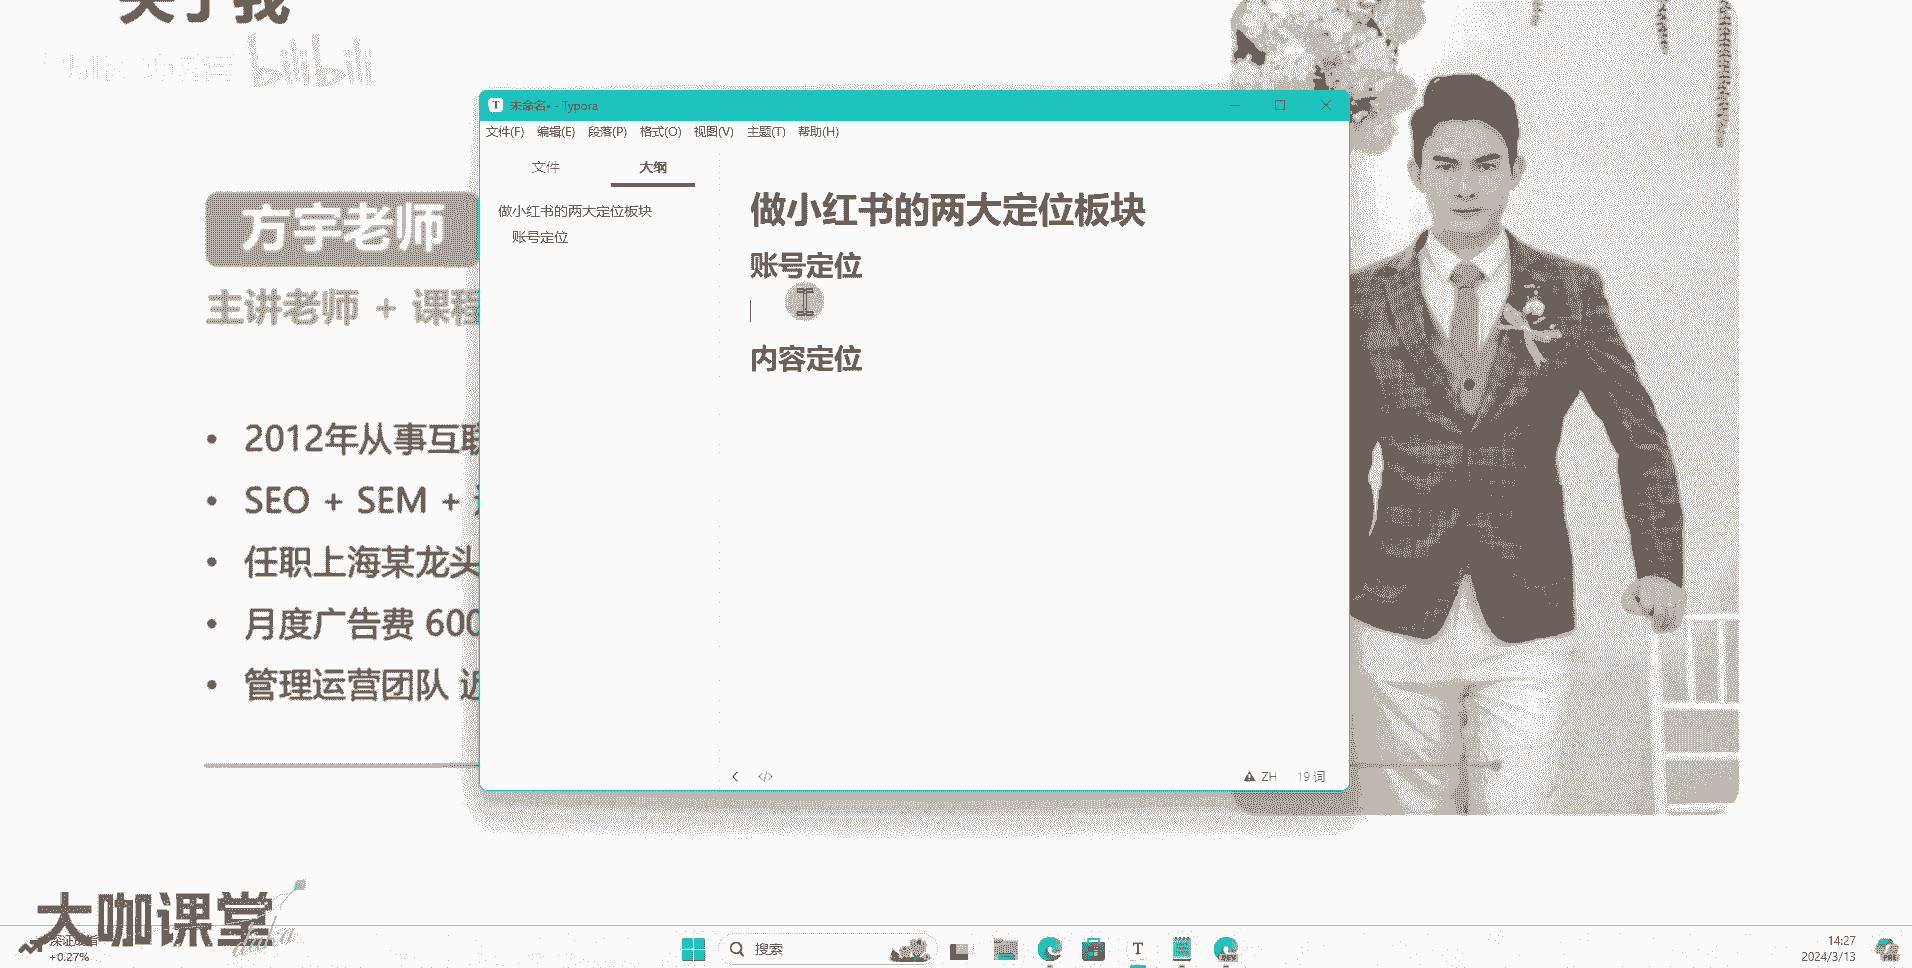 关于我
bilibili
未命名• - Typora
文件(F) 编辑(E) 段落(P) 格式(O) 视图(V) 主题(T) 帮助(H)
文件 大纲
做小红书的两大定位板块
账号定位
做小红书的两大定位板块
账号定位
内容定位
</> ZH 19 词
方宇老师
主讲老师 + 课程
• 2012年从事互联
• SEO + SEM +
• 任职上海某龙头
• 月度广告费 600
• 管理运营团队 近
大咖课堂
+0.27%
搜索
14:27
2024/3/13